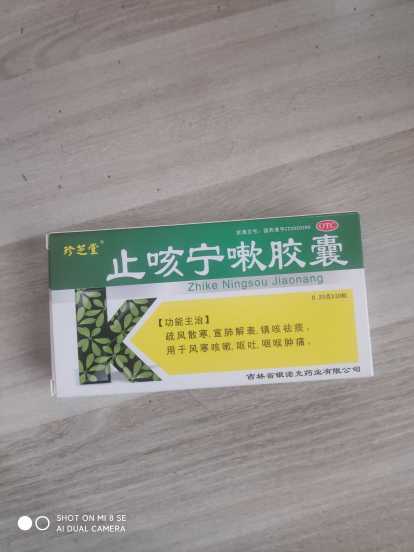 珍芝堂®
OTC
止咳宁嗽胶囊
Zhike Ningsou Jiaonang
【功能主治】
疏风散寒,宣肺解表,镇咳祛痰,
用于风寒咳嗽,呕吐,咽喉肿痛。
吉林省银诺克药业有限公司
SHOT ON MI 8 SE
AI DUAL CAMERA